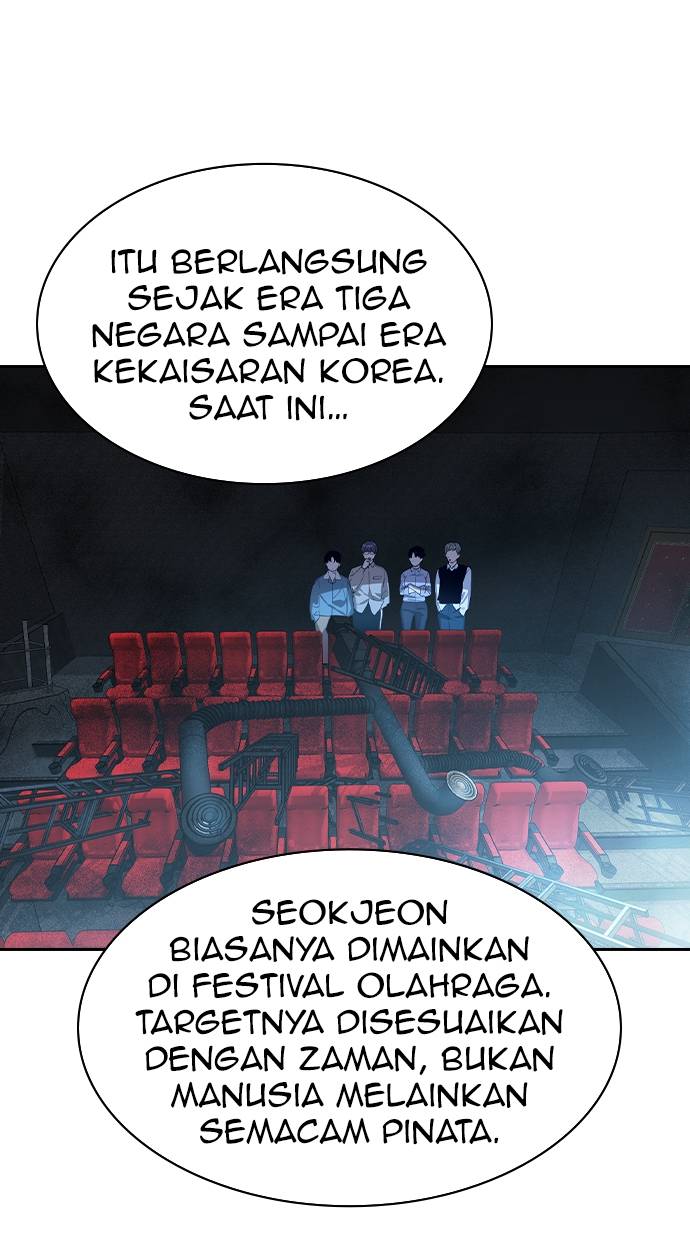 ITU BERLANGSUNG
SEJAK ERA TIGA
NEGARA SAMPAI ERA
KEKAISARAN KOREA.
SAAT INI...
SEOKJEON
BIASANYA DIMAINKAN
DI FESTIVAL OLAHRAGA.
TARGETNYA DISESUAIKAN
DENGAN ZAMAN, BUKAN
MANUSIA MELAINKAN
SEMACAM PINATA.